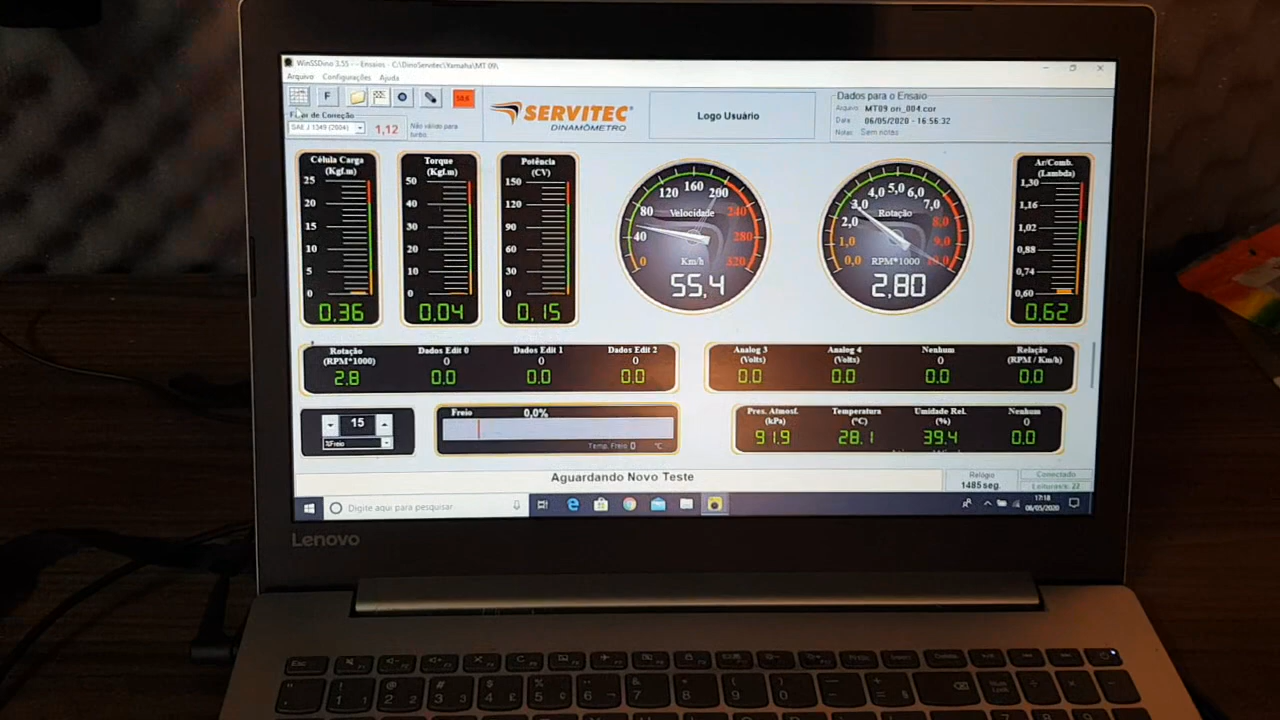 WinSSDino 3.55 - - Ensaios - C:\DinoServitec\Yamaha\MT 09\
Arquivo Configurações Ajuda
F
Dados para o Ensaio
SERVITEC
DINAMÔMETRO
Logo Usuário
Arquivo MT09 ori_004.cor
Data 06/05/2020 - 16:56:32
Notas Sem notas
de Correção
SAE J 1349 (2004) 1,12 Não válido para turbo.
Célula Carga (Kgf.m)
25
20
15
10
5
0
0,36
Torque (Kgf.m)
50
40
30
20
10
0
0,04
Potência (CV)
150
120
90
60
30
0
0, 15
0 40 80 120 160 200 240 280 320
Velocidade
Km/h
55,4
0,0 1,0 2,0 3,0 4,0 5,0 6,0 7,0 8,0 9,0 10,0
Rotação
RPM*1000
2,80
Ar/Comb. (Lambda)
1,30
1,16
1,02
0,88
0,74
0,60
0,62
Rotação (RPM*1000) Dados Edit 0 Dados Edit 1 Dados Edit 2
0 0 0
2.8 0.0 0.0 0.0
Analog 3 (Volts) Analog 4 (Volts) Nenhum 0 Relação (RPM / Km/h)
0.0 0.0 0.0 0.0
15
%Freio
Freio 0,0%
Temp. Freio 0 °C
Pres. Atmosf. (kPa) Temperatura (°C) Umidade Rel. (%) Nenhum 0
91.9 28.1 39.4 0.0
Aguardando Novo Teste
Relógio
1485 seg.
Conectado
Leituras/s: 22
Digite aqui para pesquisar
17:18
06/05/2020
Lenovo
Esc